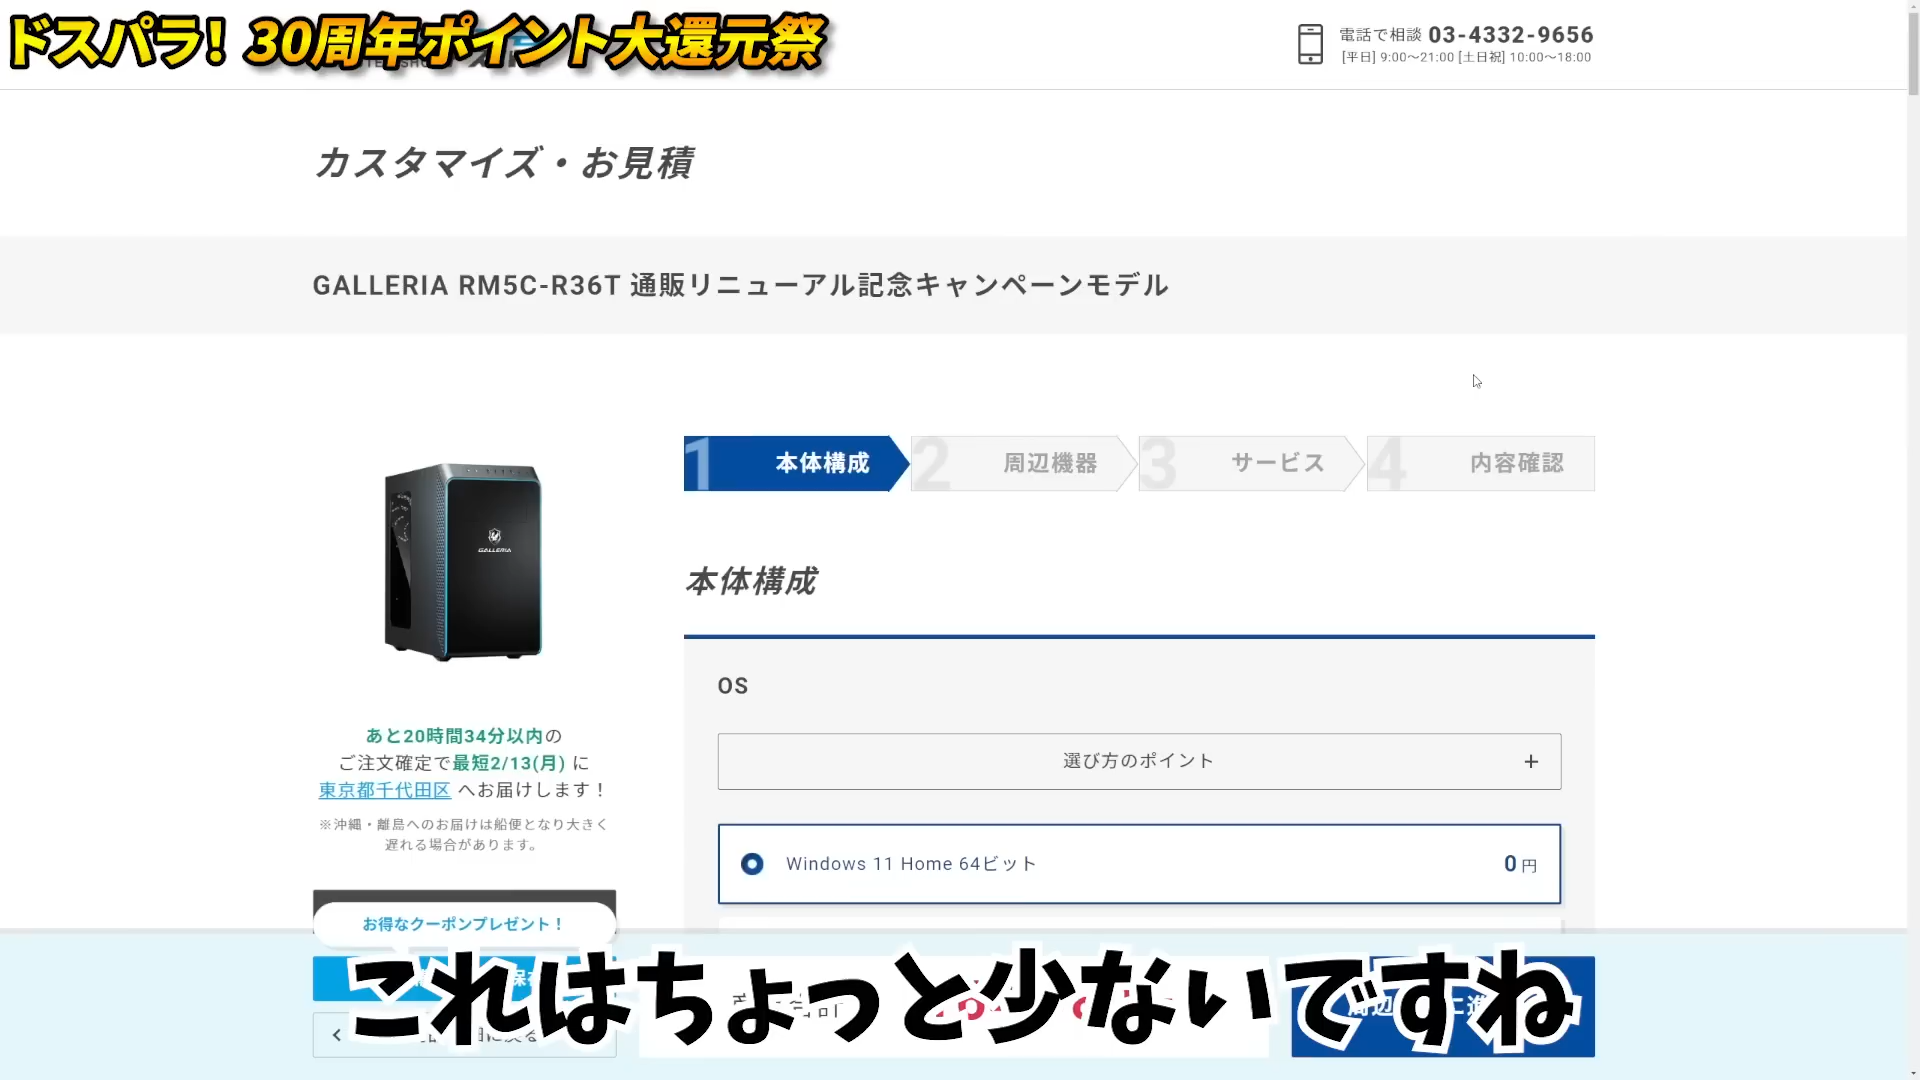 ドスパラ! 30周年ポイント大還元祭
電話で相談 03-4332-9656
[平日] 9:00〜21:00 [土日祝] 10:00〜18:00
カスタマイズ・お見積
GALLERIA RM5C-R36T 通販リニューアル記念キャンペーンモデル
1 本体構成
2 周辺機器
3 サービス
4 内容確認
本体構成
GALLERIA
OS
選び方のポイント +
あと20時間34分以内の
ご注文確定で最短2/13(月) に
東京都千代田区 へお届けします!
※沖縄・離島へのお届けは船便となり大きく
遅れる場合があります。
Windows 11 Home 64ビット 0 円
お得なクーポンプレゼント!
これはちょっと少ないですね